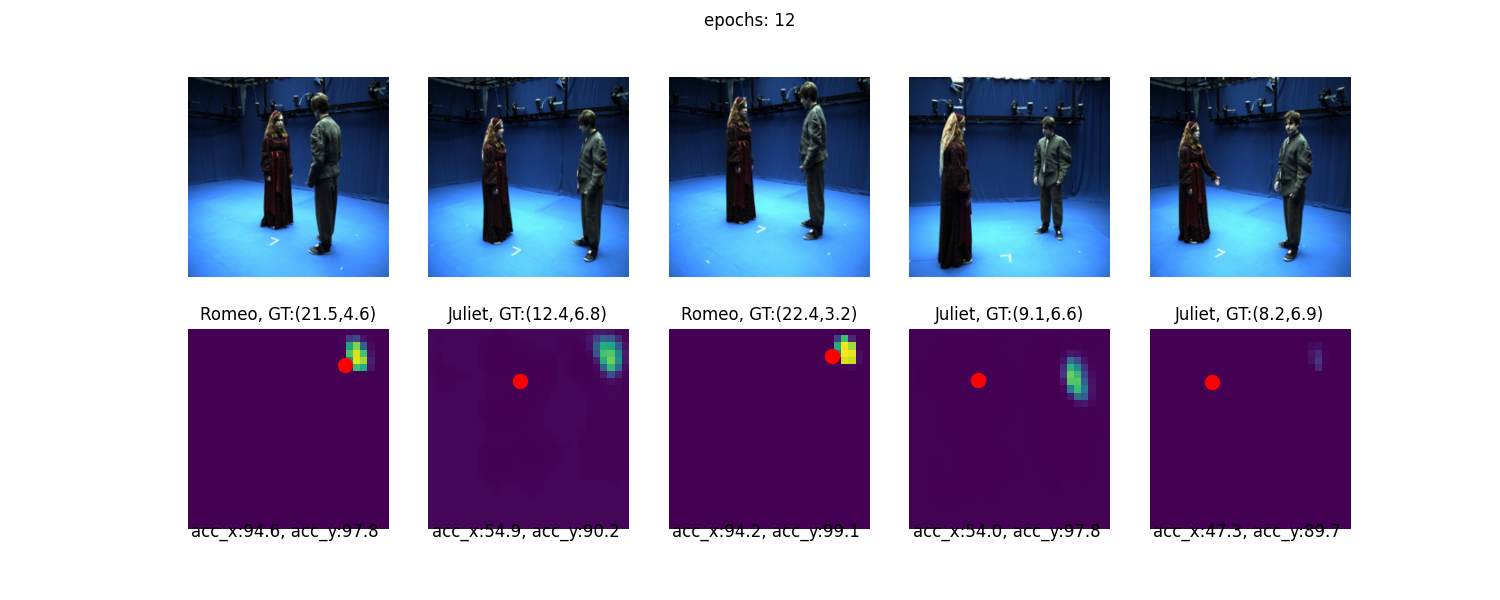 epochs: 12
Romeo, GT:(21.5,4.6)
Juliet, GT:(12.4,6.8)
Romeo, GT:(22.4,3.2)
Juliet, GT:(9.1,6.6)
Juliet, GT:(8.2,6.9)
acc_x:94.6, acc_y:97.8
acc_x:54.9, acc_y:90.2
acc_x:94.2, acc_y:99.1
acc_x:54.0, acc_y:97.8
acc_x:47.3, acc_y:89.7